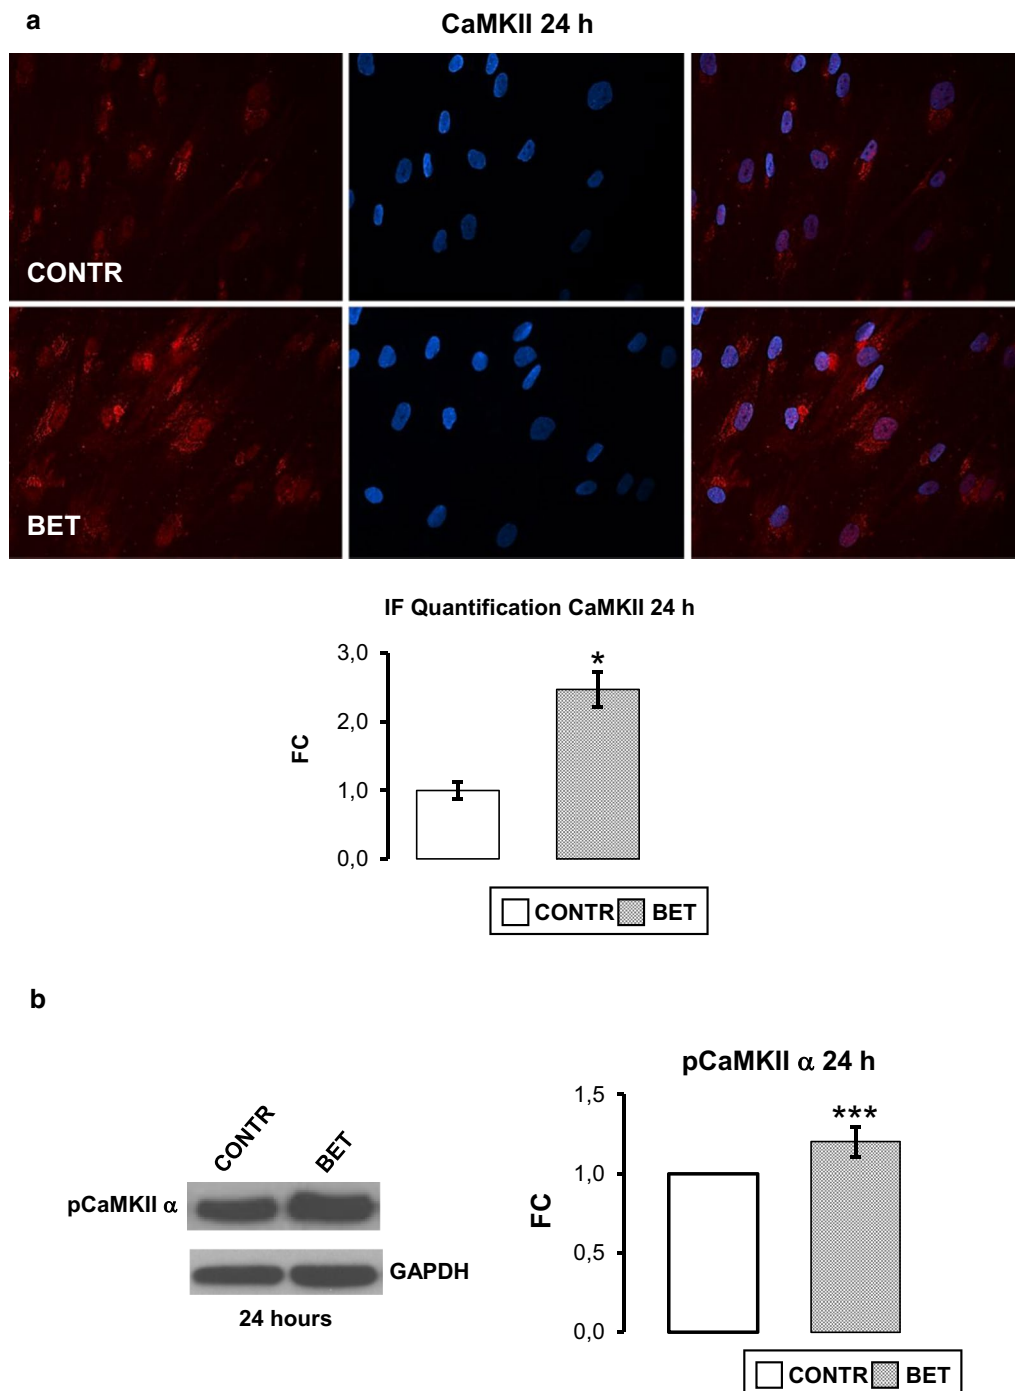 a
CaMKII 24 h
CONTR
BET
IF Quantification CaMKII 24 h
3,0
2,0
1,0
0,0
FC
*
CONTR BET
b
CONTR
BET
pCaMKII α
GAPDH
24 hours
pCaMKII α 24 h
1,5
1,0
0,5
0,0
FC
***
CONTR BET